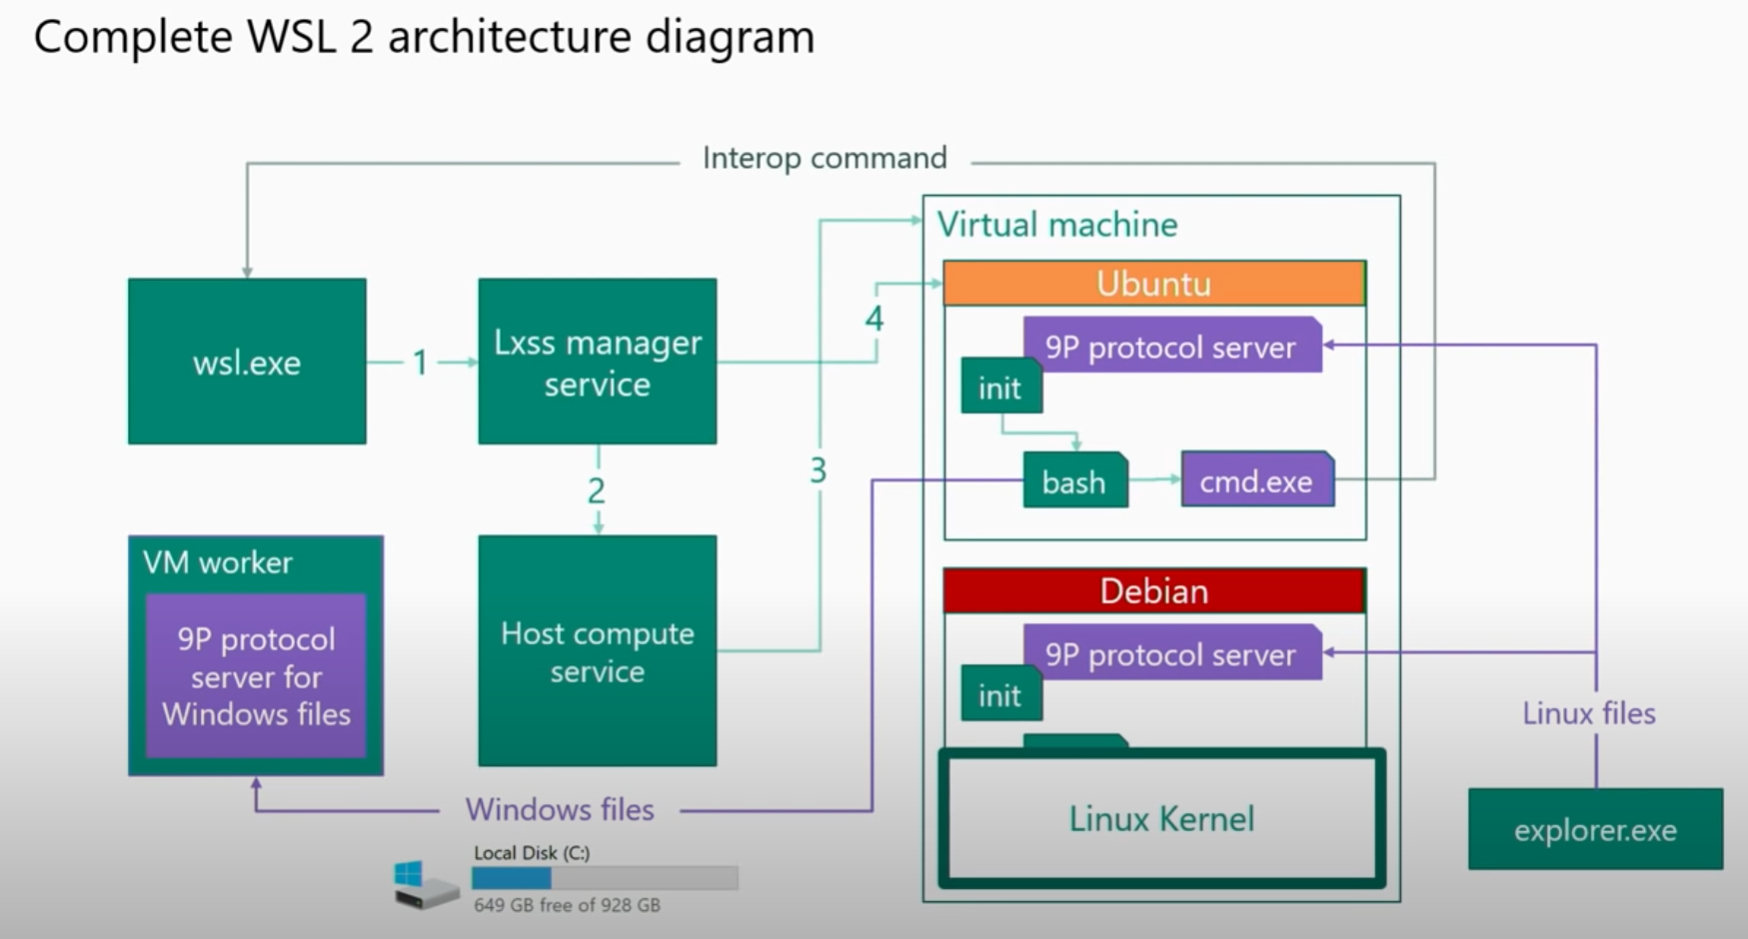 Complete WSL 2 architecture diagram
Interop command
Virtual machine
Ubuntu
9P protocol server
init
bash
cmd.exe
4
wsl.exe
1
Lxss manager
service
2
3
VM worker
9P protocol
server for
Windows files
Host compute
service
Debian
9P protocol server
init
Linux Kernel
Linux files
explorer.exe
Windows files
Local Disk (C:)
649 GB free of 928 GB